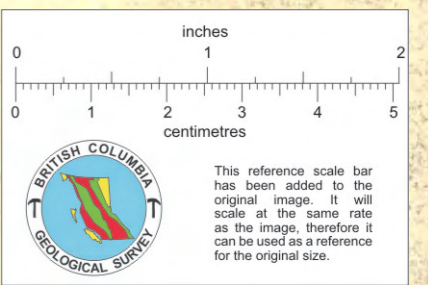 inches
0 1 2
0 1 2 3 4 5
centimetres
BRITISH COLUMBIA
GEOLOGICAL SURVEY
This reference scale bar
has been added to the
original image. It will
scale at the same rate
as the image, therefore it
can be used as a reference
for the original size.